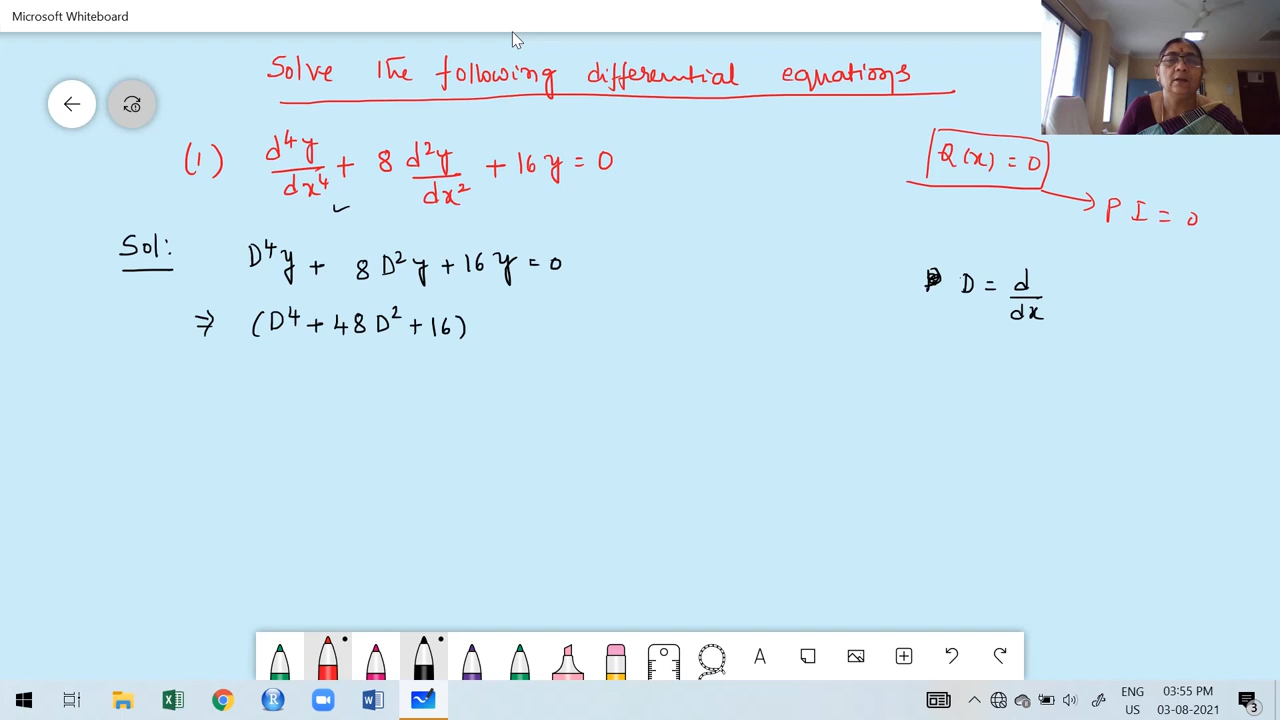 Microsoft Whiteboard
Solve the following differential equations
(1) d⁴y/dx⁴ + 8 d²y/dx² + 16y = 0
Q(x) = 0
→ P I = 0
Sol: D⁴y + 8D²y + 16y = 0
D = d/dx
⇒ (D⁴ + 48D² + 16)
A
ENG
US
03:55 PM
03-08-2021
3